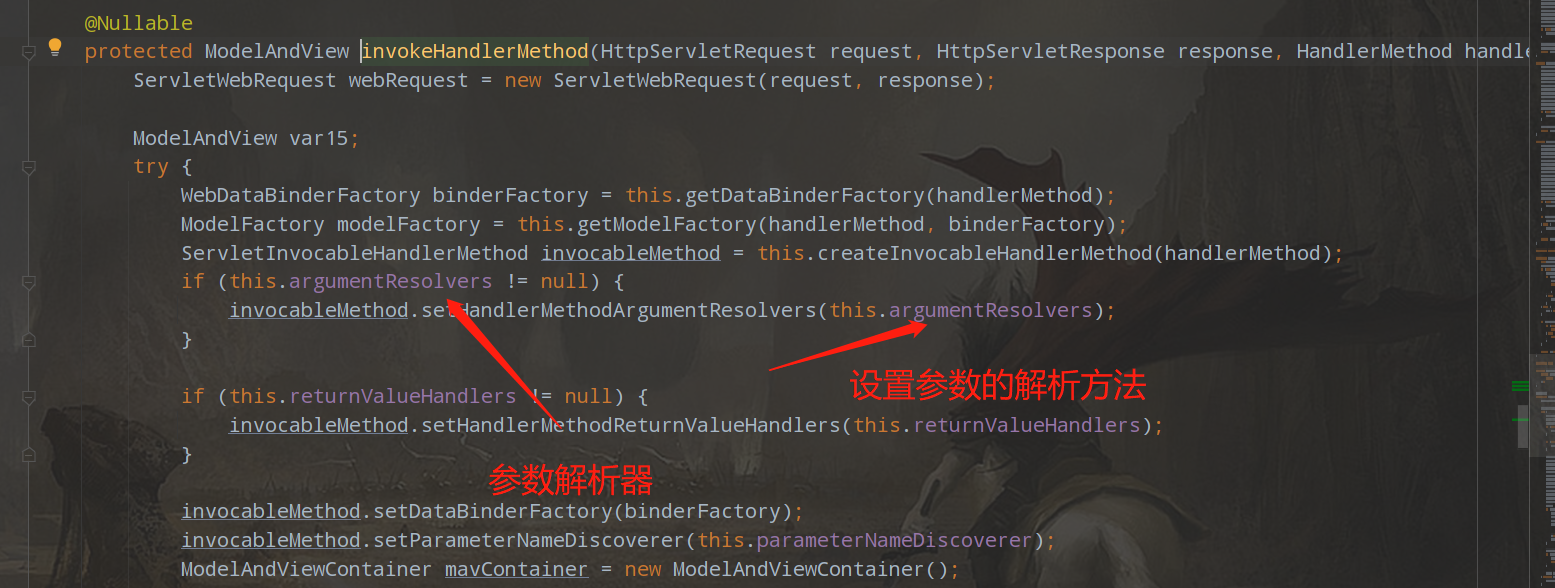 @Nullable
protected ModelAndView invokeHandlerMethod(HttpServletRequest request, HttpServletResponse response, HandlerMethod handle
ServletWebRequest webRequest = new ServletWebRequest(request, response);
ModelAndView var15;
try {
WebDataBinderFactory binderFactory = this.getDataBinderFactory(handlerMethod);
ModelFactory modelFactory = this.getModelFactory(handlerMethod, binderFactory);
ServletInvocableHandlerMethod invocableMethod = this.createInvocableHandlerMethod(handlerMethod);
if (this.argumentResolvers != null) {
invocableMethod.setHandlerMethodArgumentResolvers(this.argumentResolvers);
}
设置参数的解析方法
if (this.returnValueHandlers != null) {
invocableMethod.setHandlerMethodReturnValueHandlers(this.returnValueHandlers);
}
参数解析器
invocableMethod.setDataBinderFactory(binderFactory);
invocableMethod.setParameterNameDiscoverer(this.parameterNameDiscoverer);
ModelAndViewContainer mavContainer = new ModelAndViewContainer();